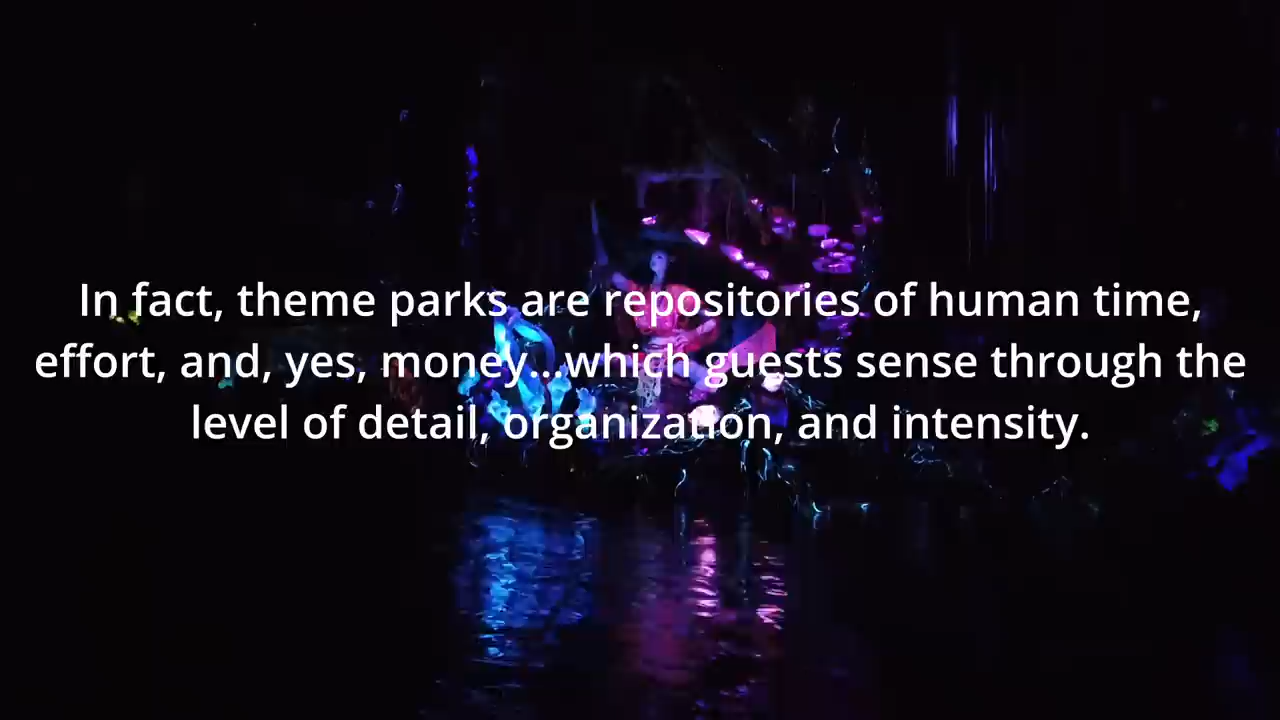 In fact, theme parks are repositories of human time,
effort, and, yes, money...which guests sense through the
level of detail, organization, and intensity.